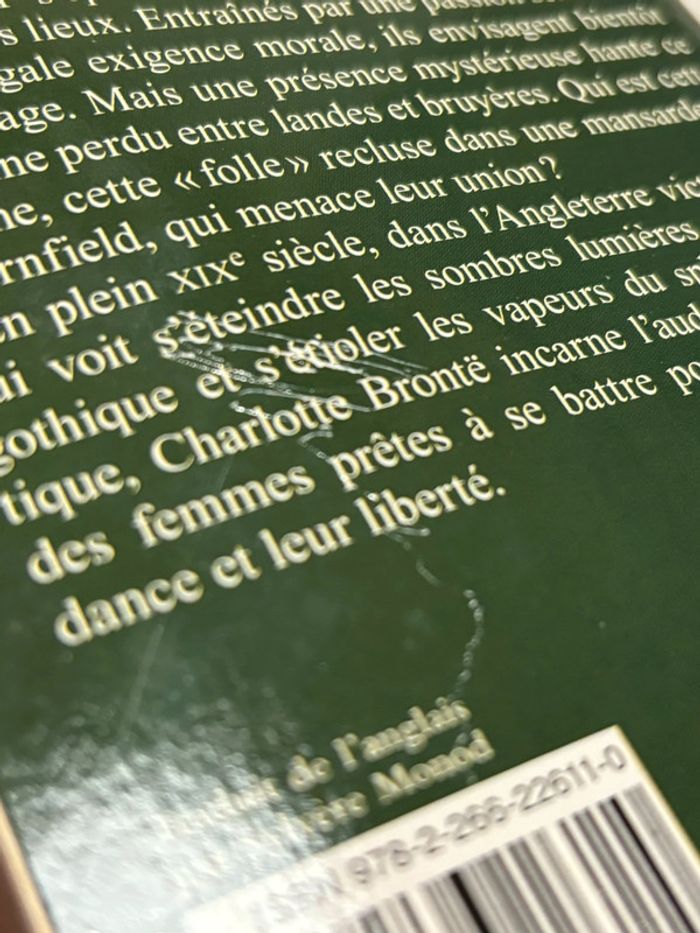 s lieux. Entraînés par une passion
gale exigence morale, ils envisagent bientôt
age. Mais une présence mystérieuse hante ce
ne perdu entre landes et bruyères. Qui est cet
ne, cette «folle» recluse dans une mansard
rnfield, qui menace leur union?
n plein XIXe siècle, dans l'Angleterre vic
ui voit s'éteindre les sombres lumières
gothique et s'étioler les vapeurs du
tique, Charlotte Brontë incarne l'aud
des femmes prêtes à se battre po
dance et leur liberté.
de l'anglais
Monod
ISBN 978-2-266-22611-0